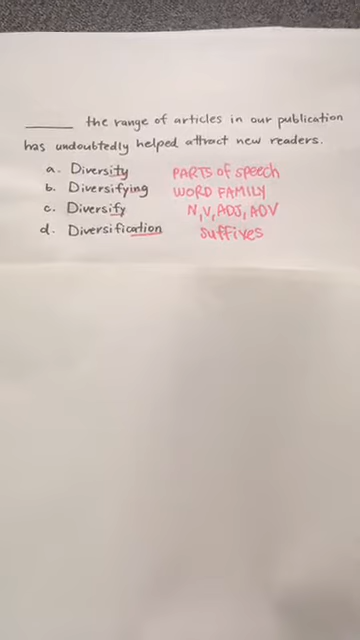 _____ the range of articles in our publication
has undoubtedly helped attract new readers.
a. Diversity
b. Diversifying
c. Diversify
d. Diversification
PARTS of speech
WORD FAMILY
N, V, ADJ, ADV
suffixes